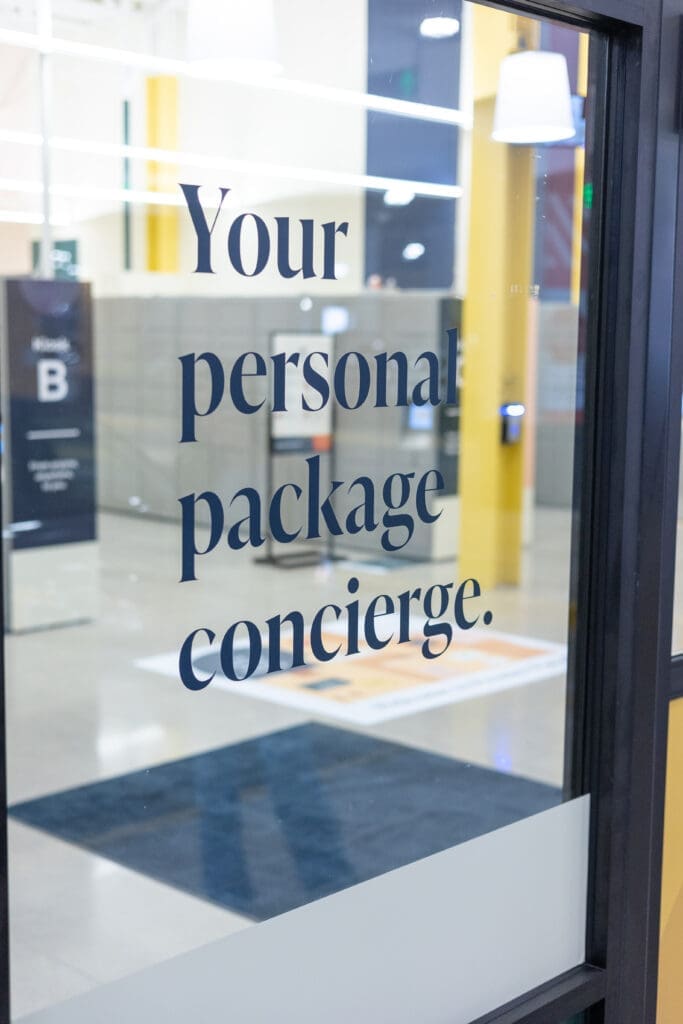 Your
personal
package
concierge.
Kiosk
B